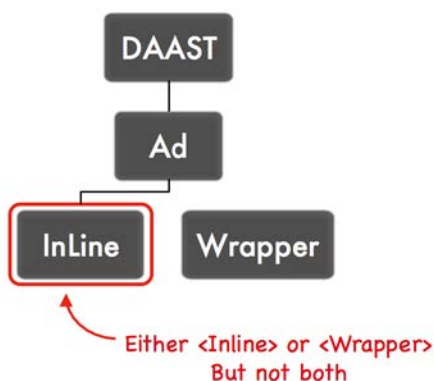 DAAST
Ad
InLine
Wrapper
Either <Inline> or <Wrapper>
But not both